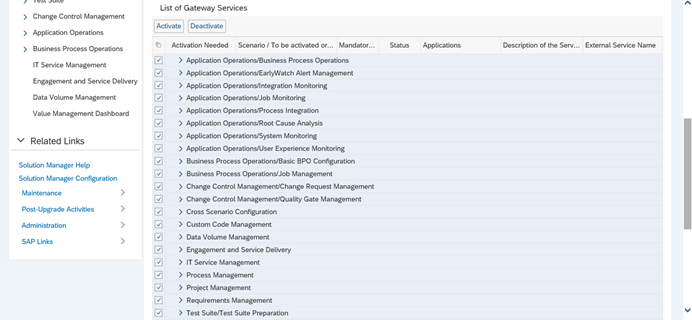 Test Suite
Change Control Management
Application Operations
Business Process Operations
IT Service Management
Engagement and Service Delivery
Data Volume Management
Value Management Dashboard
Related Links
Solution Manager Help
Solution Manager Configuration
Maintenance
Post-Upgrade Activities
Administration
SAP Links
List of Gateway Services
Activate Deactivate
Activation Needed Scenario / To be activated or... Mandator... Status Applications Description of the Serv... External Service Name
Application Operations/Business Process Operations
Application Operations/EarlyWatch Alert Management
Application Operations/Integration Monitoring
Application Operations/Job Monitoring
Application Operations/Process Integration
Application Operations/Root Cause Analysis
Application Operations/System Monitoring
Application Operations/User Experience Monitoring
Business Process Operations/Basic BPO Configuration
Business Process Operations/Job Management
Change Control Management/Change Request Management
Change Control Management/Quality Gate Management
Cross Scenario Configuration
Custom Code Management
Data Volume Management
Engagement and Service Delivery
IT Service Management
Process Management
Project Management
Requirements Management
Test Suite/Test Suite Preparation